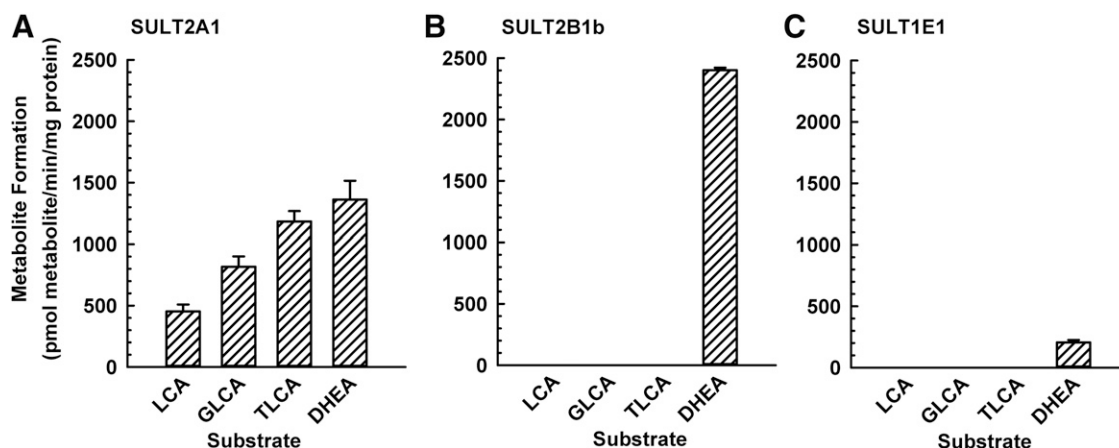 A SULT2A1
Metabolite Formation
(pmol metabolite/min/mg protein)
2500
2000
1500
1000
500
0
LCA GLCA TLCA DHEA
Substrate
B SULT2B1b
2500
2000
1500
1000
500
0
LCA GLCA TLCA DHEA
Substrate
C SULT1E1
2500
2000
1500
1000
500
0
LCA GLCA TLCA DHEA
Substrate